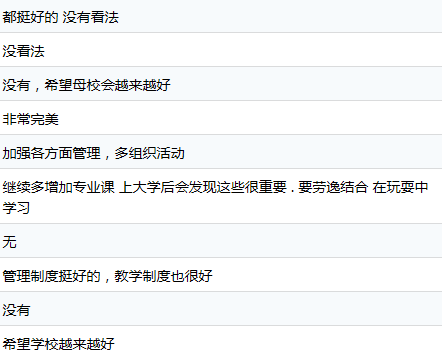 都挺好的 没有看法
没看法
没有，希望母校会越来越好
非常完美
加强各方面管理，多组织活动
继续多增加专业课 上大学后会发现这些很重要 . 要劳逸结合 在玩耍中
学习
无
管理制度挺好的，教学制度也很好
没有
希望学校越来越好